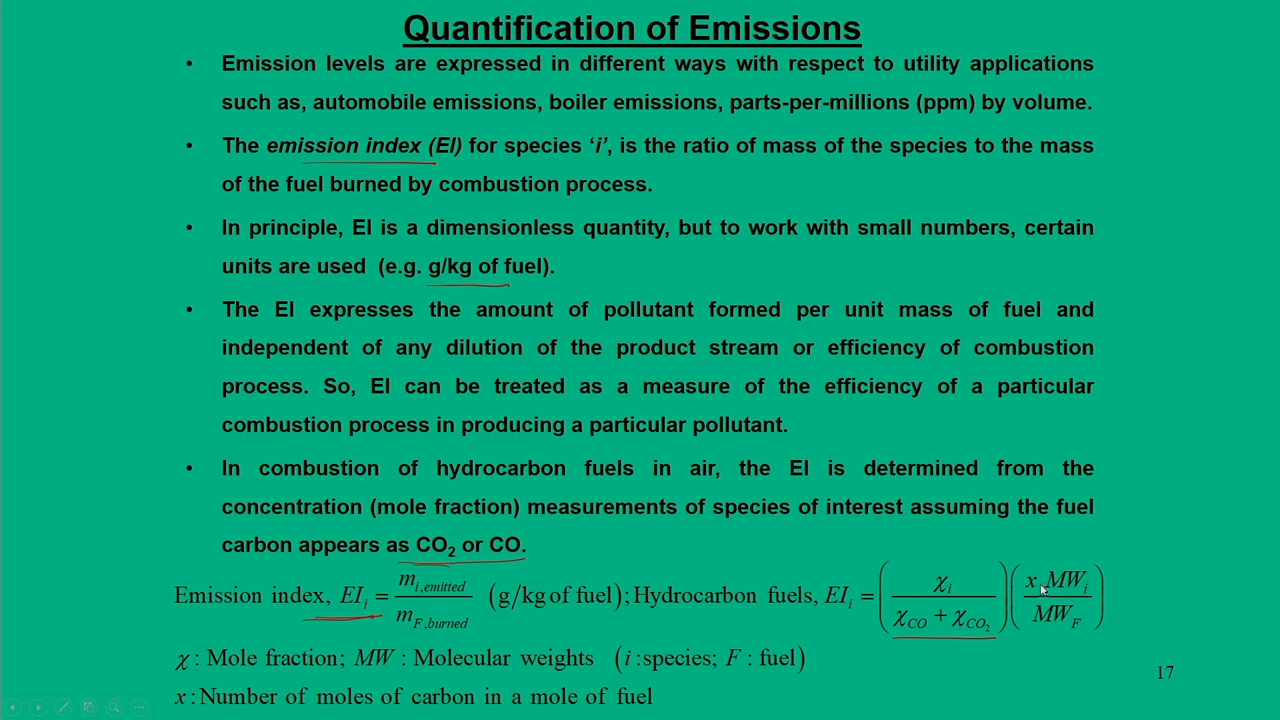 Quantification of Emissions
• Emission levels are expressed in different ways with respect to utility applications
such as, automobile emissions, boiler emissions, parts-per-millions (ppm) by volume.
• The emission index (EI) for species ‘i’, is the ratio of mass of the species to the mass
of the fuel burned by combustion process.
• In principle, EI is a dimensionless quantity, but to work with small numbers, certain
units are used (e.g. g/kg of fuel).
• The EI expresses the amount of pollutant formed per unit mass of fuel and
independent of any dilution of the product stream or efficiency of combustion
process. So, EI can be treated as a measure of the efficiency of a particular
combustion process in producing a particular pollutant.
• In combustion of hydrocarbon fuels in air, the EI is determined from the
concentration (mole fraction) measurements of species of interest assuming the fuel
carbon appears as CO₂ or CO.
Emission index, EI_i = m_{i,emitted} / m_{F,burned} (g/kg of fuel); Hydrocarbon fuels, EI_i = (χ_i / (χ_CO + χ_CO₂)) (x MW_i / MW_F)
χ : Mole fraction; MW : Molecular weights (i :species; F : fuel)
x : Number of moles of carbon in a mole of fuel
17